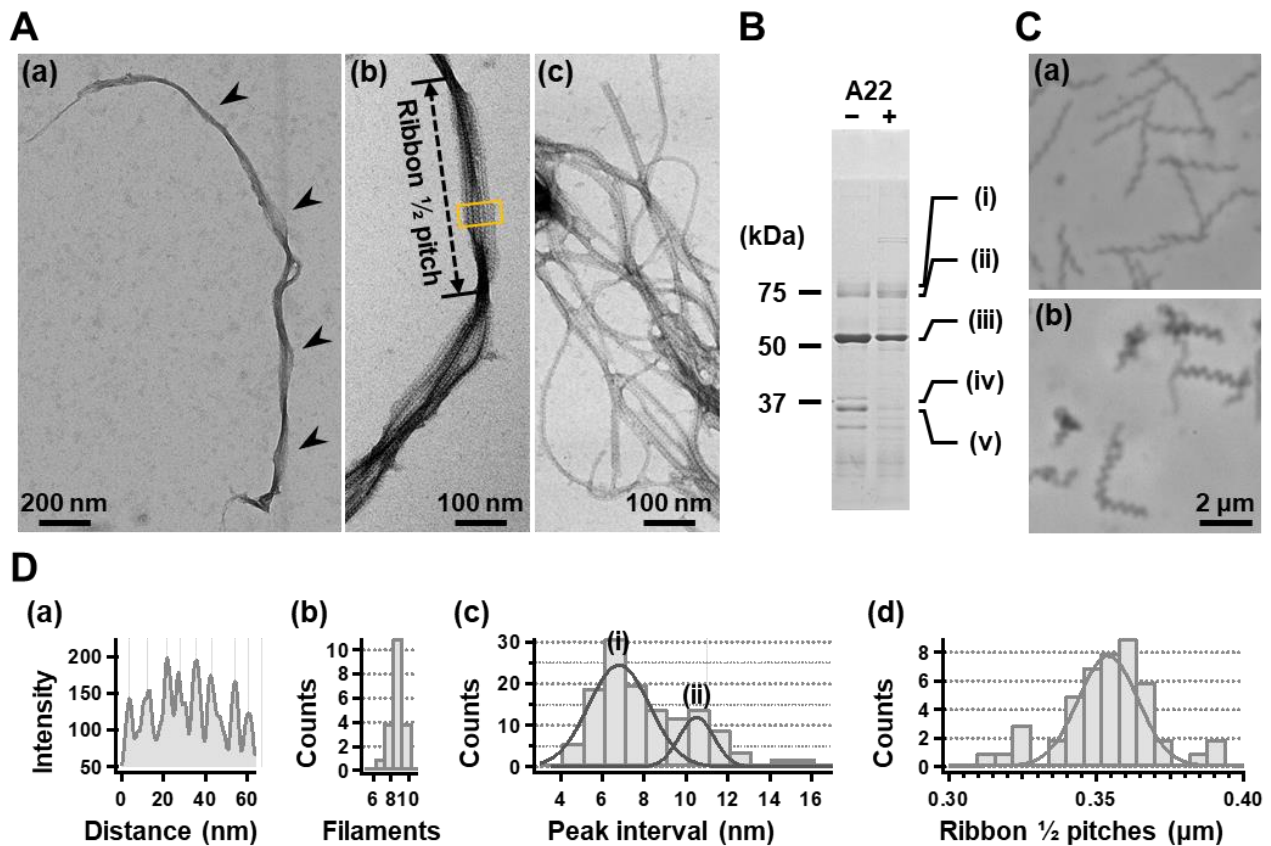 A
(a)
200 nm
(b)
Ribbon ½ pitch
100 nm
(c)
100 nm
B
A22
– +
(kDa)
75
50
37
(i)
(ii)
(iii)
(iv)
(v)
C
(a)
(b)
2 µm
D
(a)
Intensity
200
150
100
50
0 20 40 60
Distance (nm)
(b)
Counts
10
8
6
4
2
0
6 8 10
Filaments
(c)
(i)
(ii)
Counts
30
20
10
0
4 6 8 10 12 14 16
Peak interval (nm)
(d)
Counts
8
6
4
2
0
0.30 0.35 0.40
Ribbon ½ pitches (µm)